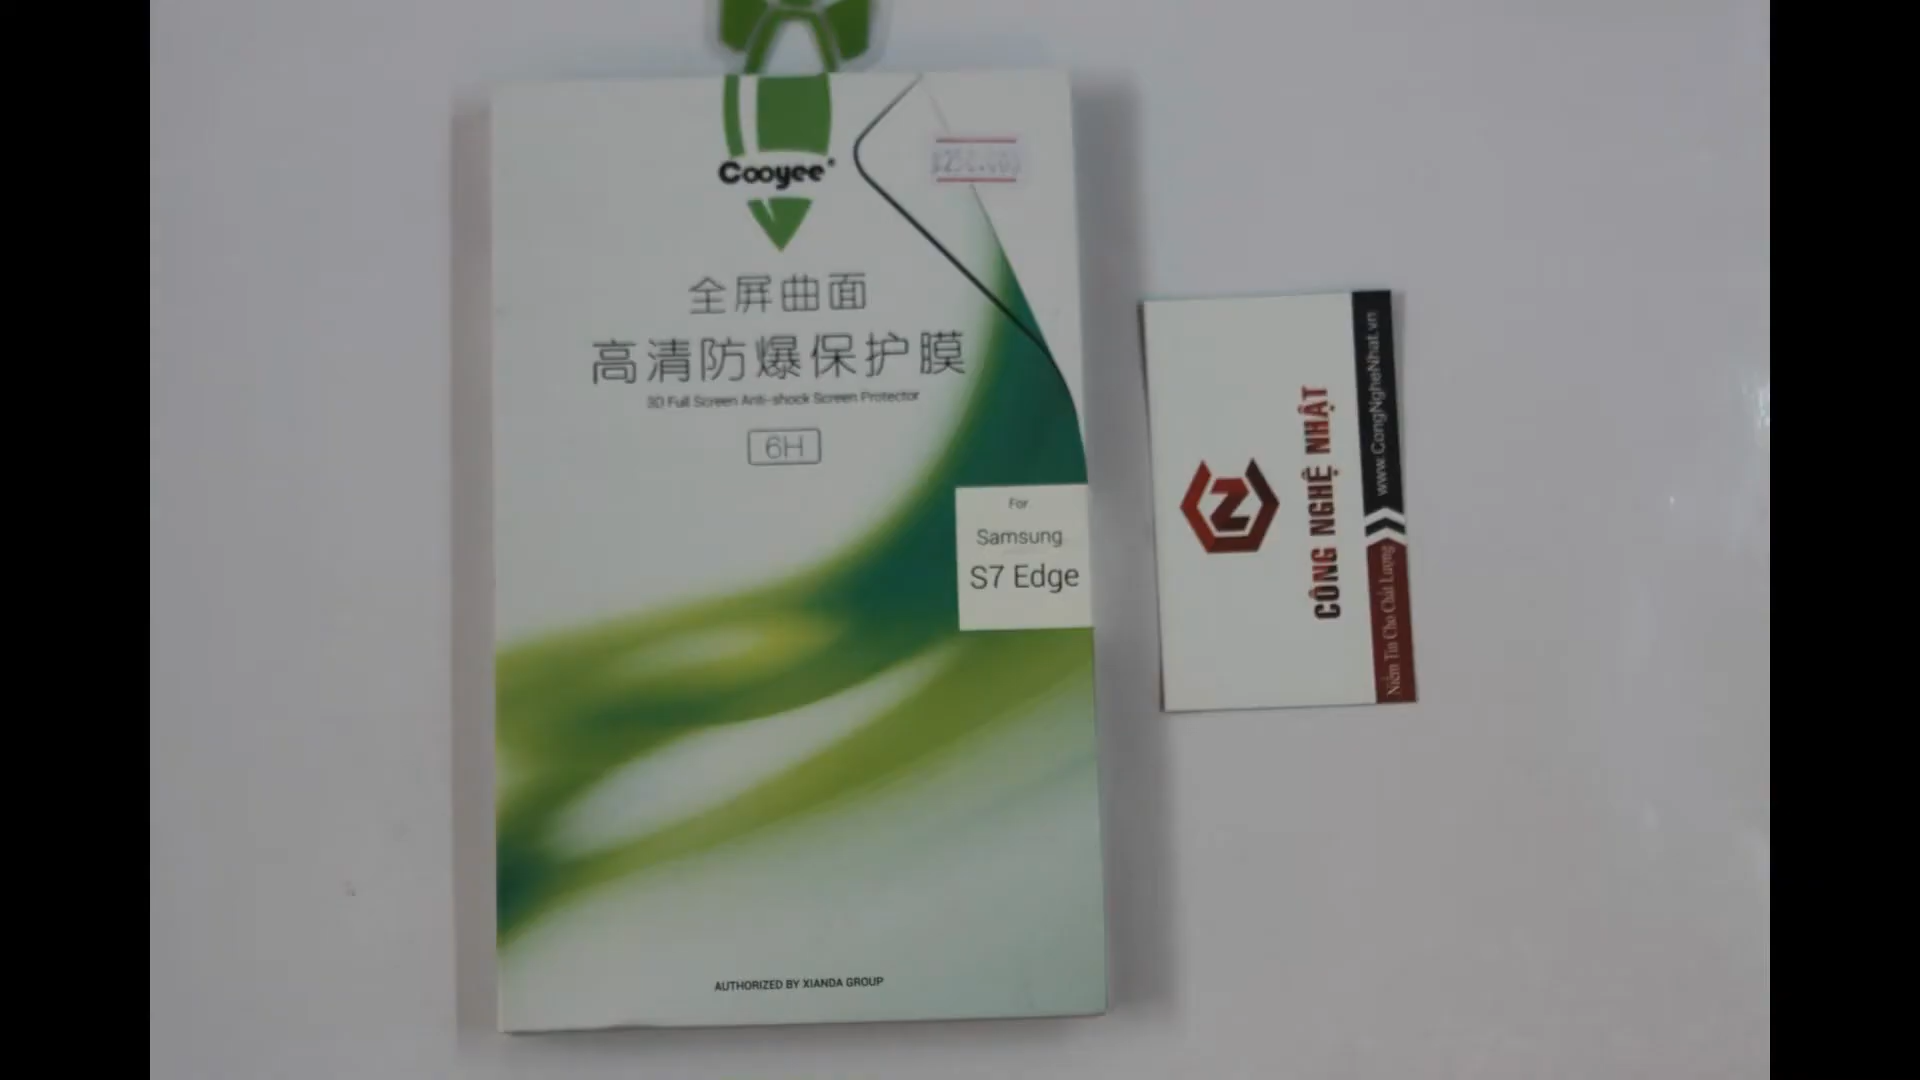 Cooyee
全屏曲面
高清防爆保护膜
3D Full Screen Anti-shock Screen Protector
6H
For
Samsung
S7 Edge
AUTHORIZED BY XIANDA GROUP
CÔNG NGHỆ NHẬT
Niềm Tin Cho Chất Lượng
www.CongNgheNhat.vn